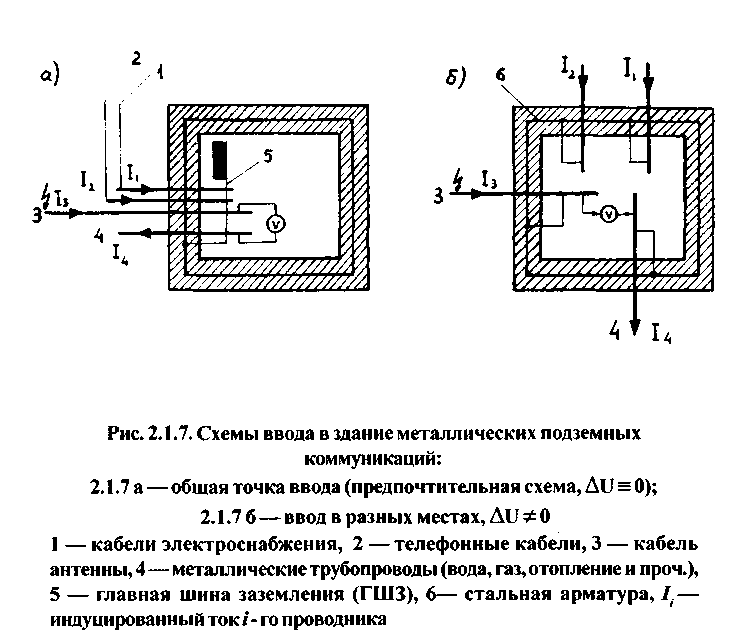 а)
2
1
5
I₂
I₁
I₃
3
4
I₄
V
б)
6
I₂
I₁
3
I₃
V
4
I₄
Рис. 2.1.7. Схемы ввода в здание металлических подземных
коммуникаций:
2.1.7 а — общая точка ввода (предпочтительная схема, ΔU ≡ 0);
2.1.7 б — ввод в разных местах, ΔU ≠ 0
1 — кабели электроснабжения, 2 — телефонные кабели, 3 — кабель
антенны, 4 — металлические трубопроводы (вода, газ, отопление и проч.),
5 — главная шина заземления (ГШЗ), 6— стальная арматура, Iᵢ —
индуцированный ток i - го проводника